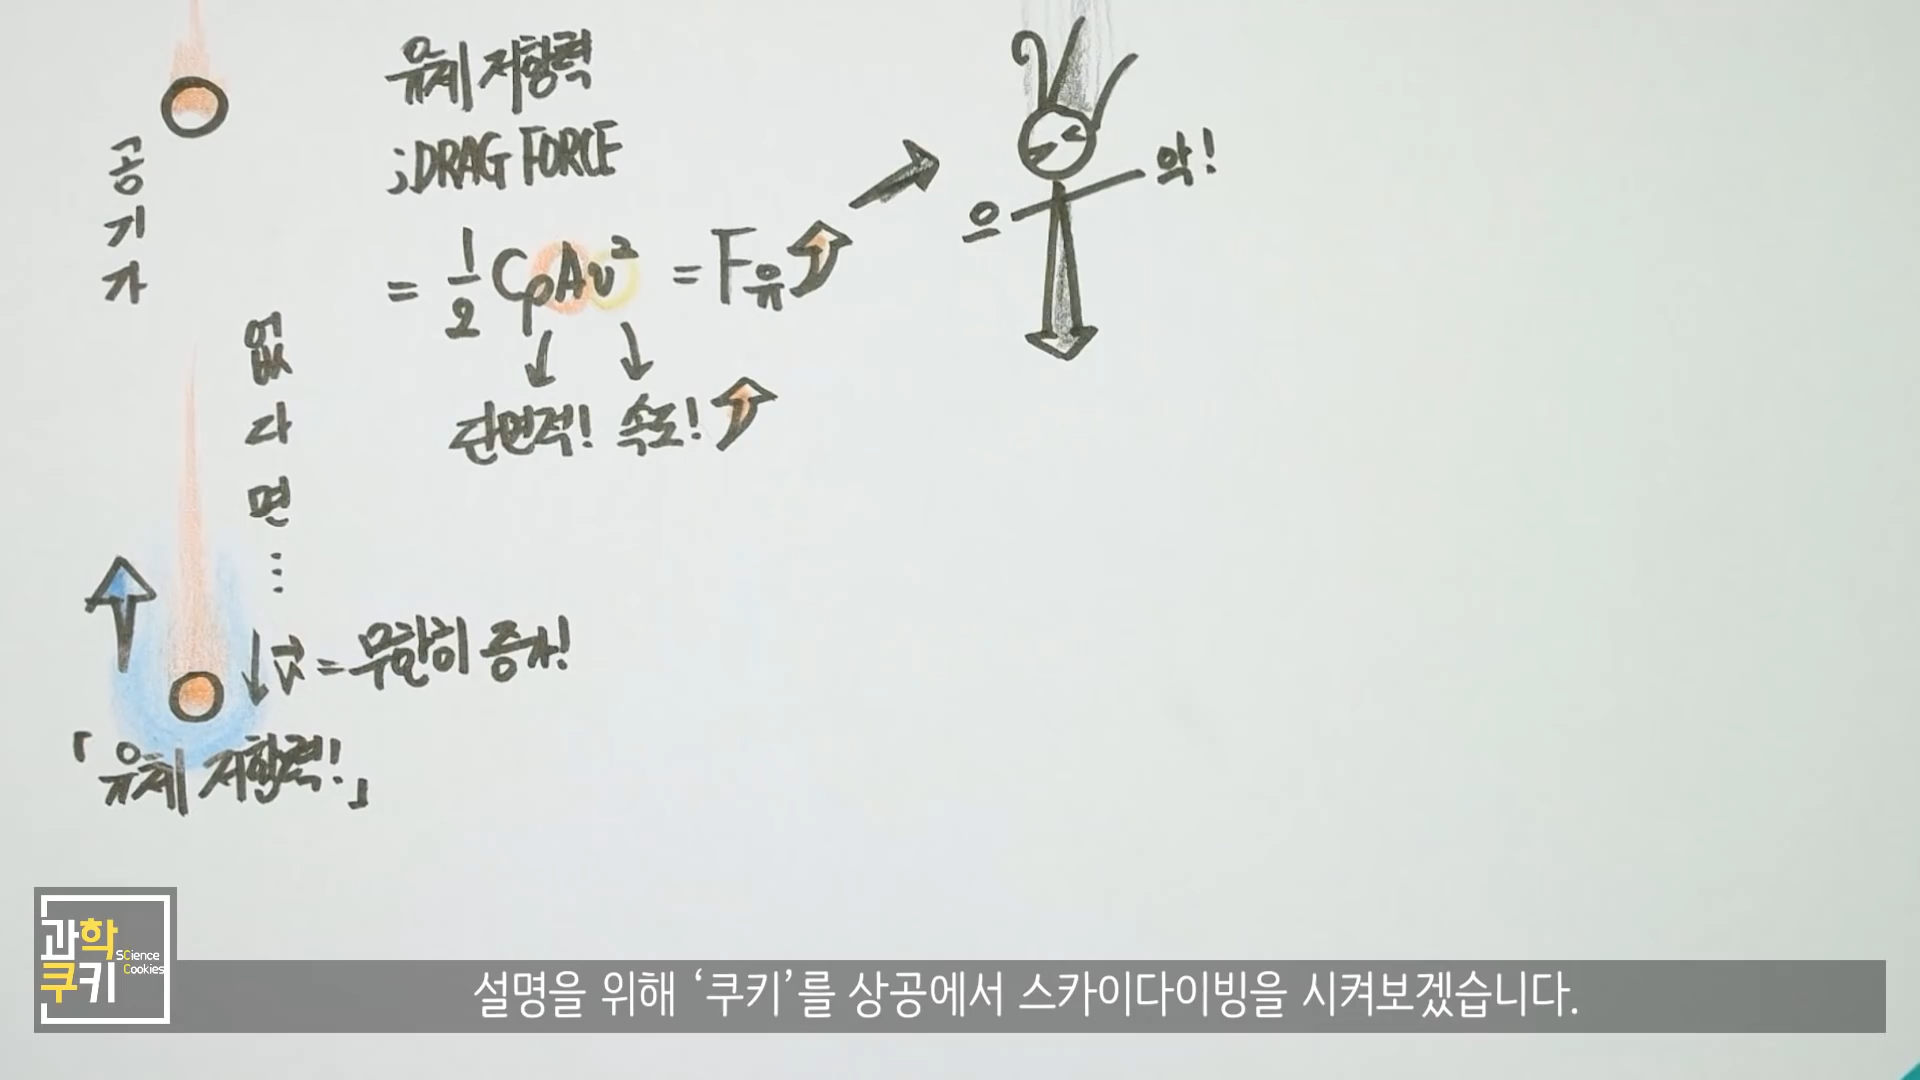 공기가
없다면...
유체 저항력
;DRAG FORCE
= 1/2 CρAv² = F유
단면적! 속도!
으악!
v = 무한히 증가!
「유체 저항력!」
과학쿠키
Science Cookies
설명을 위해 ‘쿠키’를 상공에서 스카이다이빙을 시켜보겠습니다.